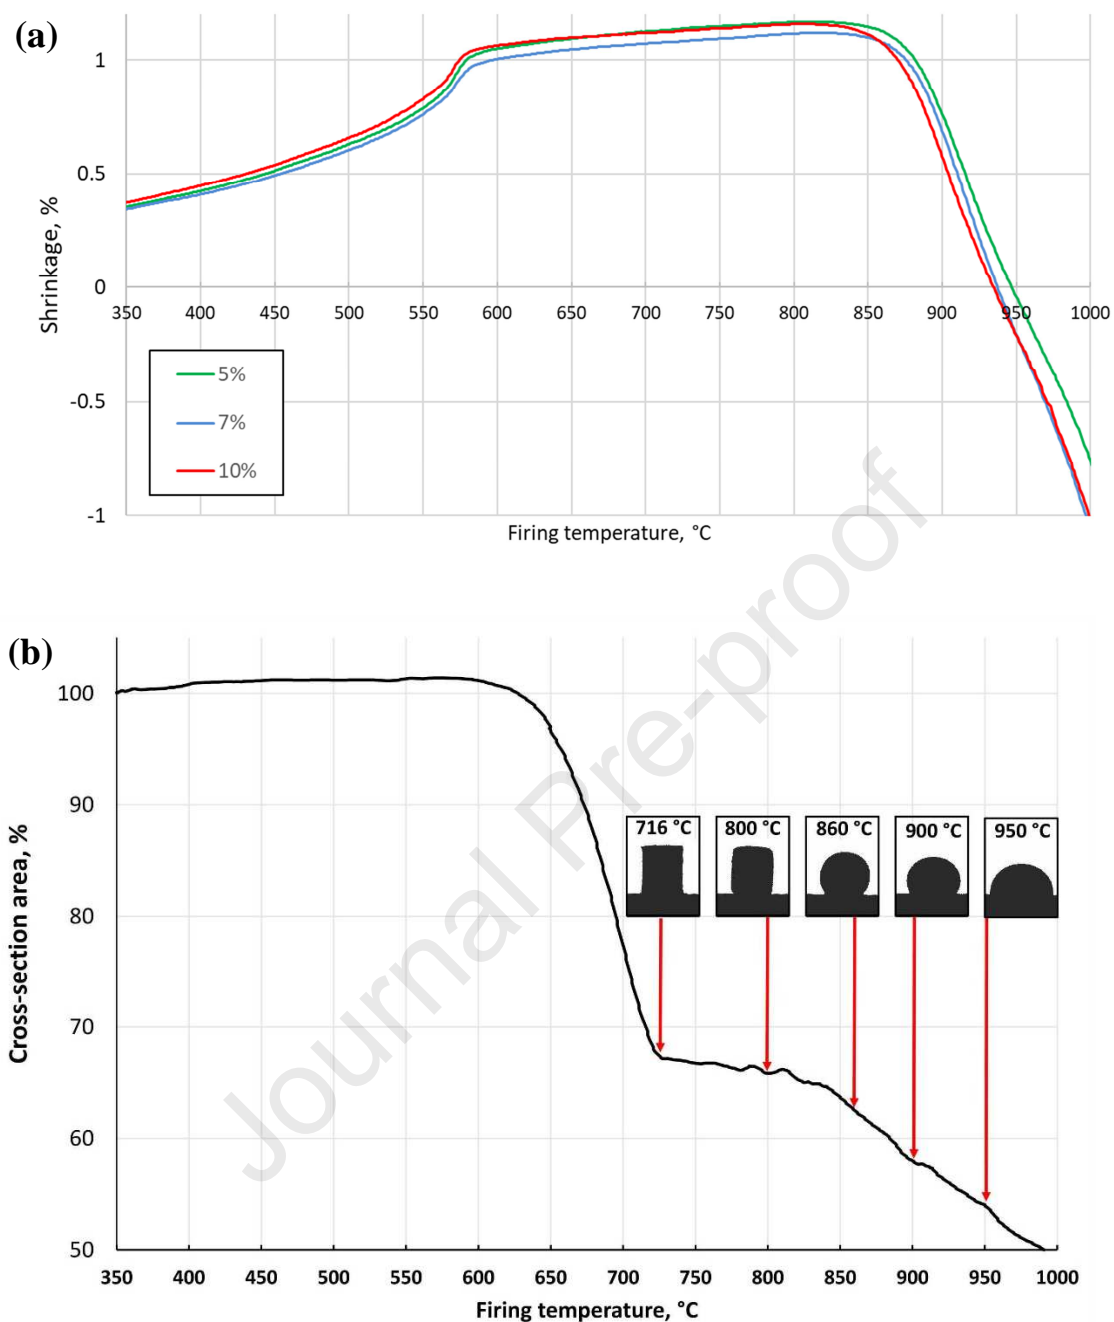 (a)
1
0.5
0
-0.5
-1
Shrinkage, %
350 400 450 500 550 600 650 700 750 800 850 900 950 1000
5%
7%
10%
Firing temperature, °C
Journal Pre-proof
(b)
100
90
80
70
60
50
Cross-section area, %
716 °C 800 °C 860 °C 900 °C 950 °C
350 400 450 500 550 600 650 700 750 800 850 900 950 1000
Firing temperature, °C